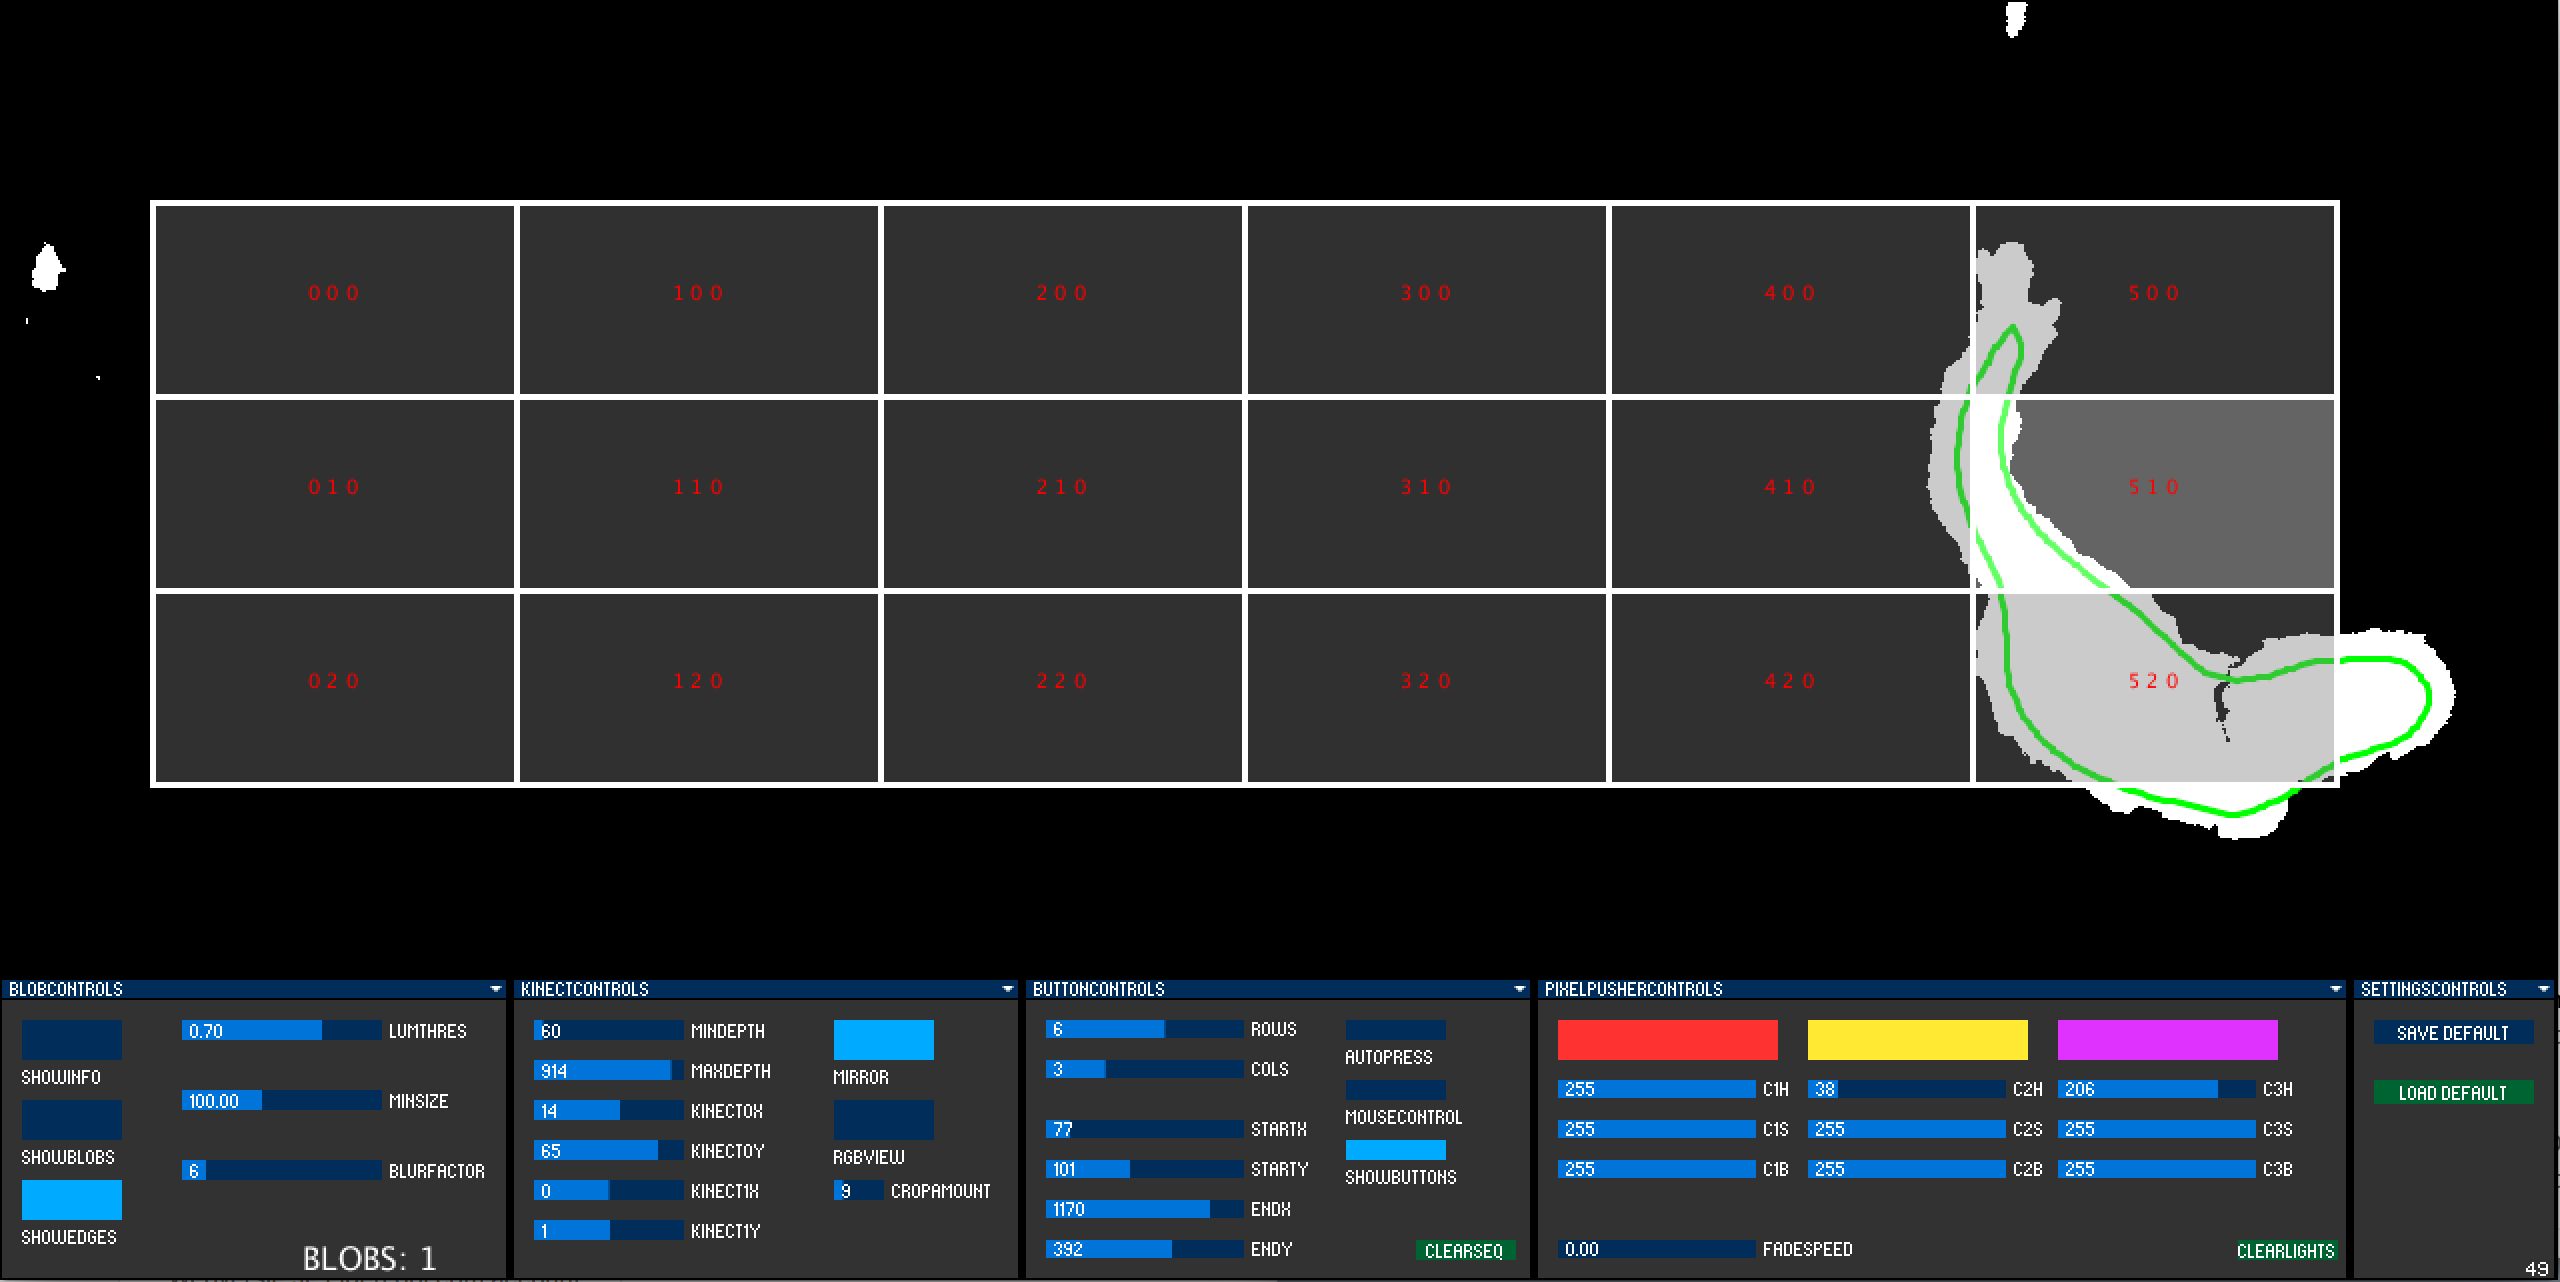 000 100 200 300 400 500
010 110 210 310 410 510
020 120 220 320 420 520
BLOBCONTROLS
SHOWINFO
SHOWBLOBS
SHOWEDGES
0.70 LUMTHRES
100.00 MINSIZE
6 BLURFACTOR
BLOBS: 1
KINECTCONTROLS
60 MINDEPTH
914 MAXDEPTH
14 KINECT0X
65 KINECT0Y
0 KINECT1X
1 KINECT1Y
MIRROR
RGBVIEW
9 CROPAMOUNT
BUTTONCONTROLS
6 ROWS
3 COLS
77 STARTX
101 STARTY
1170 ENDX
392 ENDY
AUTOPRESS
MOUSECONTROL
SHOWBUTTONS
CLEARSEQ
PIXELPUSHERCONTROLS
255 C1H
255 C1S
255 C1B
38 C2H
255 C2S
255 C2B
206 C3H
255 C3S
255 C3B
0.00 FADESPEED
CLEARLIGHTS
SETTINGSCONTROLS
SAVE DEFAULT
LOAD DEFAULT
49